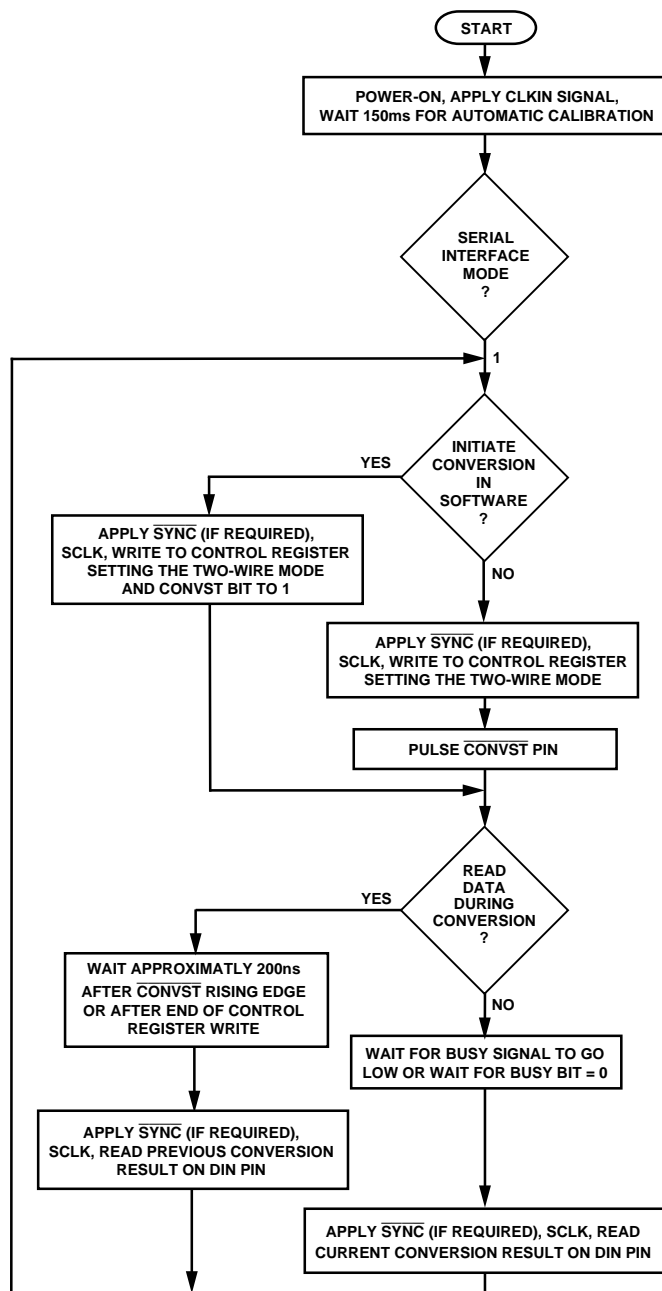 START
POWER-ON, APPLY CLKIN SIGNAL,
WAIT 150ms FOR AUTOMATIC CALIBRATION
SERIAL
INTERFACE
MODE
?
1
INITIATE
CONVERSION
IN
SOFTWARE
?
YES
APPLY SYNC (IF REQUIRED),
SCLK, WRITE TO CONTROL REGISTER
SETTING THE TWO-WIRE MODE
AND CONVST BIT TO 1
NO
APPLY SYNC (IF REQUIRED),
SCLK, WRITE TO CONTROL REGISTER
SETTING THE TWO-WIRE MODE
PULSE CONVST PIN
READ
DATA
DURING
CONVERSION
?
YES
WAIT APPROXIMATLY 200ns
AFTER CONVST RISING EDGE
OR AFTER END OF CONTROL
REGISTER WRITE
NO
WAIT FOR BUSY SIGNAL TO GO
LOW OR WAIT FOR BUSY BIT = 0
APPLY SYNC (IF REQUIRED),
SCLK, READ PREVIOUS CONVERSION
RESULT ON DIN PIN
APPLY SYNC (IF REQUIRED), SCLK, READ
CURRENT CONVERSION RESULT ON DIN PIN